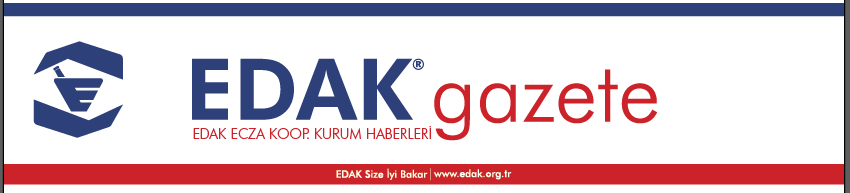 EDAK® gazete
EDAK ECZA KOOP. KURUM HABERLERİ
EDAK Size İyi Bakar | www.edak.org.tr